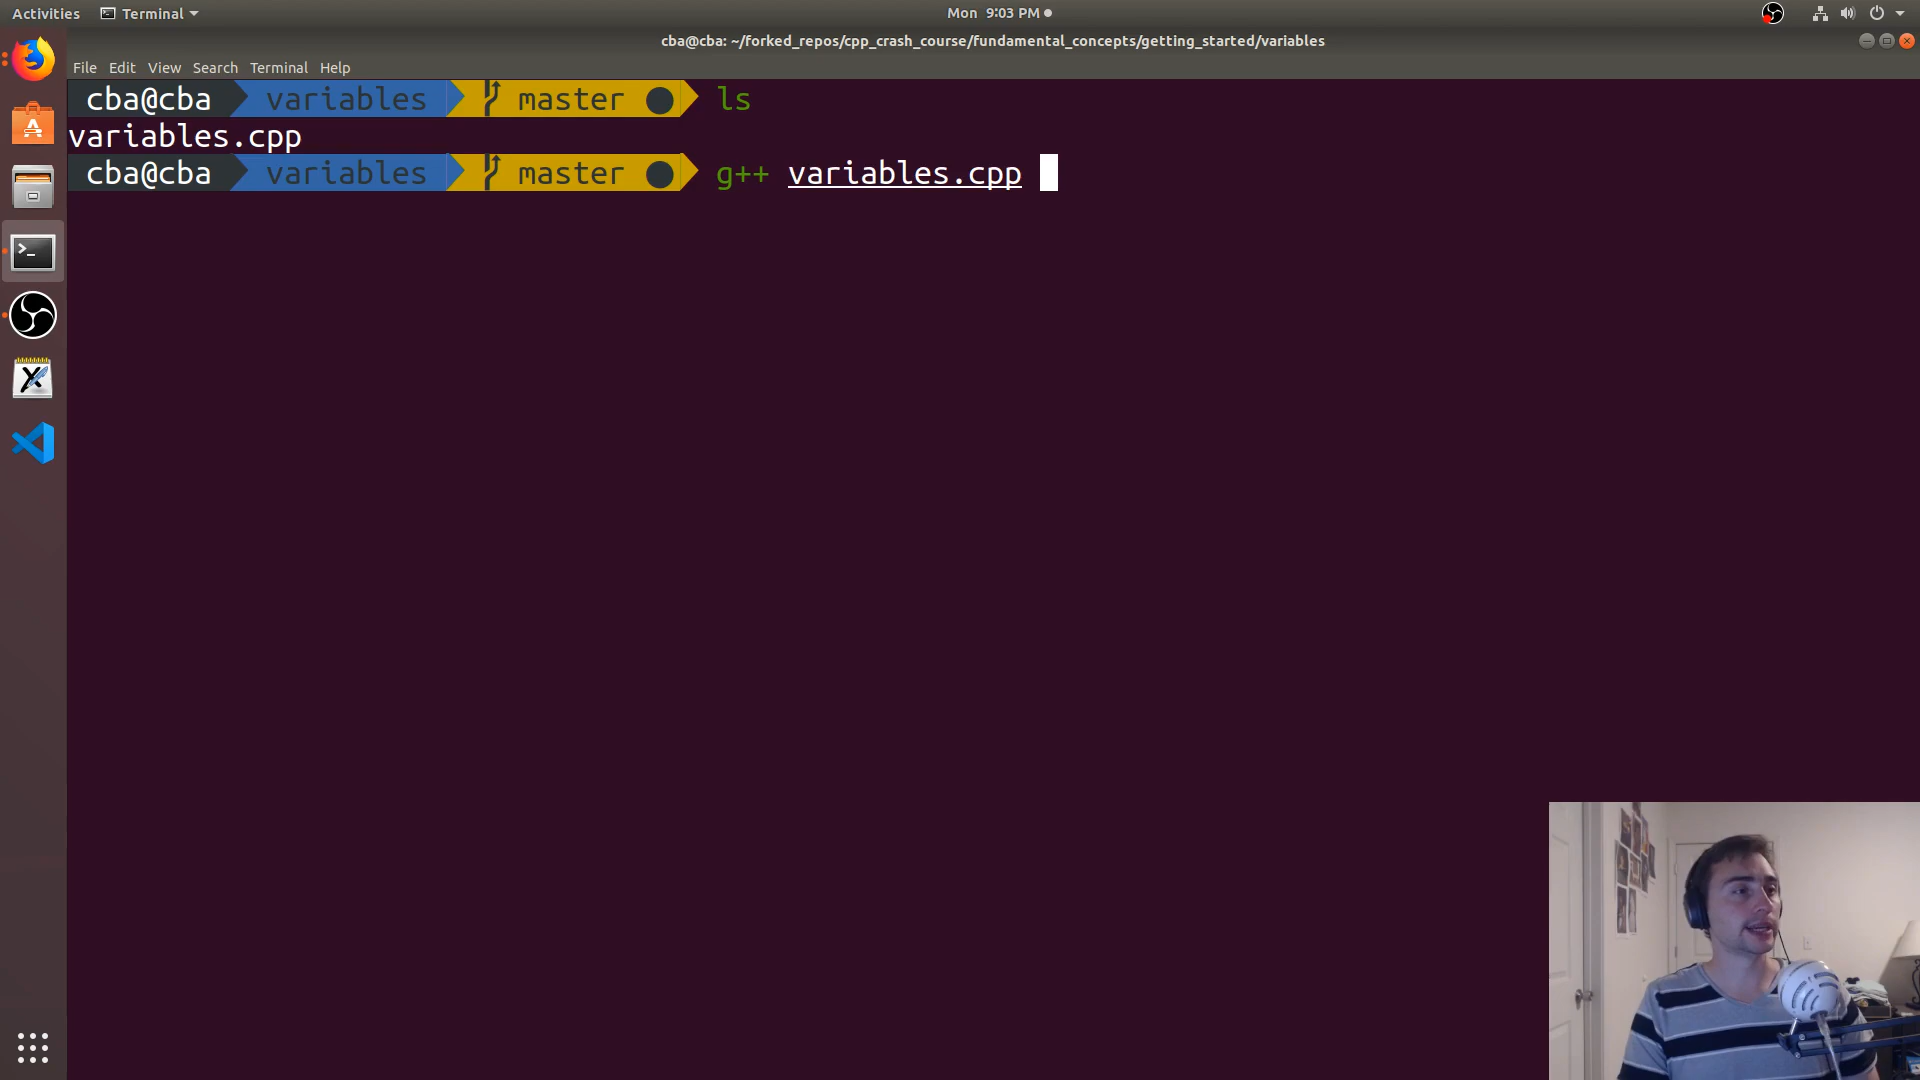 Activities Terminal Mon 9:03 PM
cba@cba: ~/forked_repos/cpp_crash_course/fundamental_concepts/getting_started/variables
File Edit View Search Terminal Help
cba@cba variables master ls
variables.cpp
cba@cba variables master g++ variables.cpp